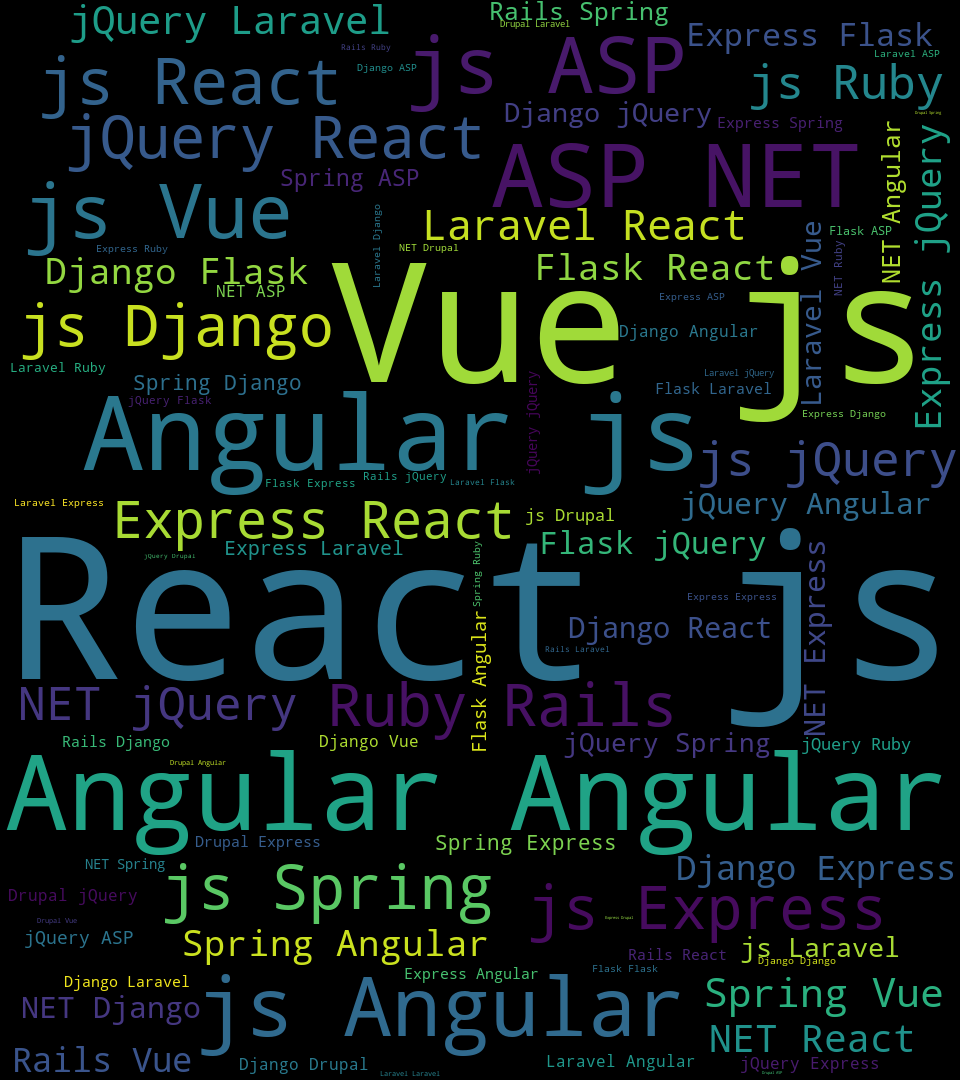 jQuery Laravel
Rails Spring
Drupal Laravel
Express Flask
Rails Ruby
js ASP
Laravel ASP
js React
Django ASP
js Ruby
Django jQuery
Drupal Spring
jQuery React
Express Spring
ASP NET
NET Angular
Express jQuery
Spring ASP
js Vue
Laravel Django
Laravel React
Laravel Vue
Flask ASP
Express Ruby
NET Drupal
NET Ruby
Django Flask
Flask React
NET ASP
Vue js
Express ASP
js Django
Django Angular
Laravel Ruby
Spring Django
Laravel jQuery
Flask Laravel
jQuery Flask
jQuery jQuery
Express Django
Angular js
js jQuery
Flask Express
Rails jQuery
Laravel Flask
Laravel Express
jQuery Angular
Express React
js Drupal
Express Laravel
Flask jQuery
jQuery Drupal
Spring Ruby
NET Express
React js
Express Express
Flask Angular
Django React
Rails Laravel
NET jQuery
Ruby Rails
Rails Django
Django Vue
jQuery Spring
jQuery Ruby
Drupal Angular
Angular Angular
Drupal Express
Spring Express
NET Spring
Django Express
js Spring
Drupal jQuery
js Express
Drupal Vue
Express Drupal
jQuery ASP
Spring Angular
Rails React
js Laravel
Django Django
Express Angular
Flask Flask
Django Laravel
js Angular
Spring Vue
NET Django
NET React
Rails Vue
Django Drupal
Laravel Angular
jQuery Express
Laravel Laravel
Drupal ASP